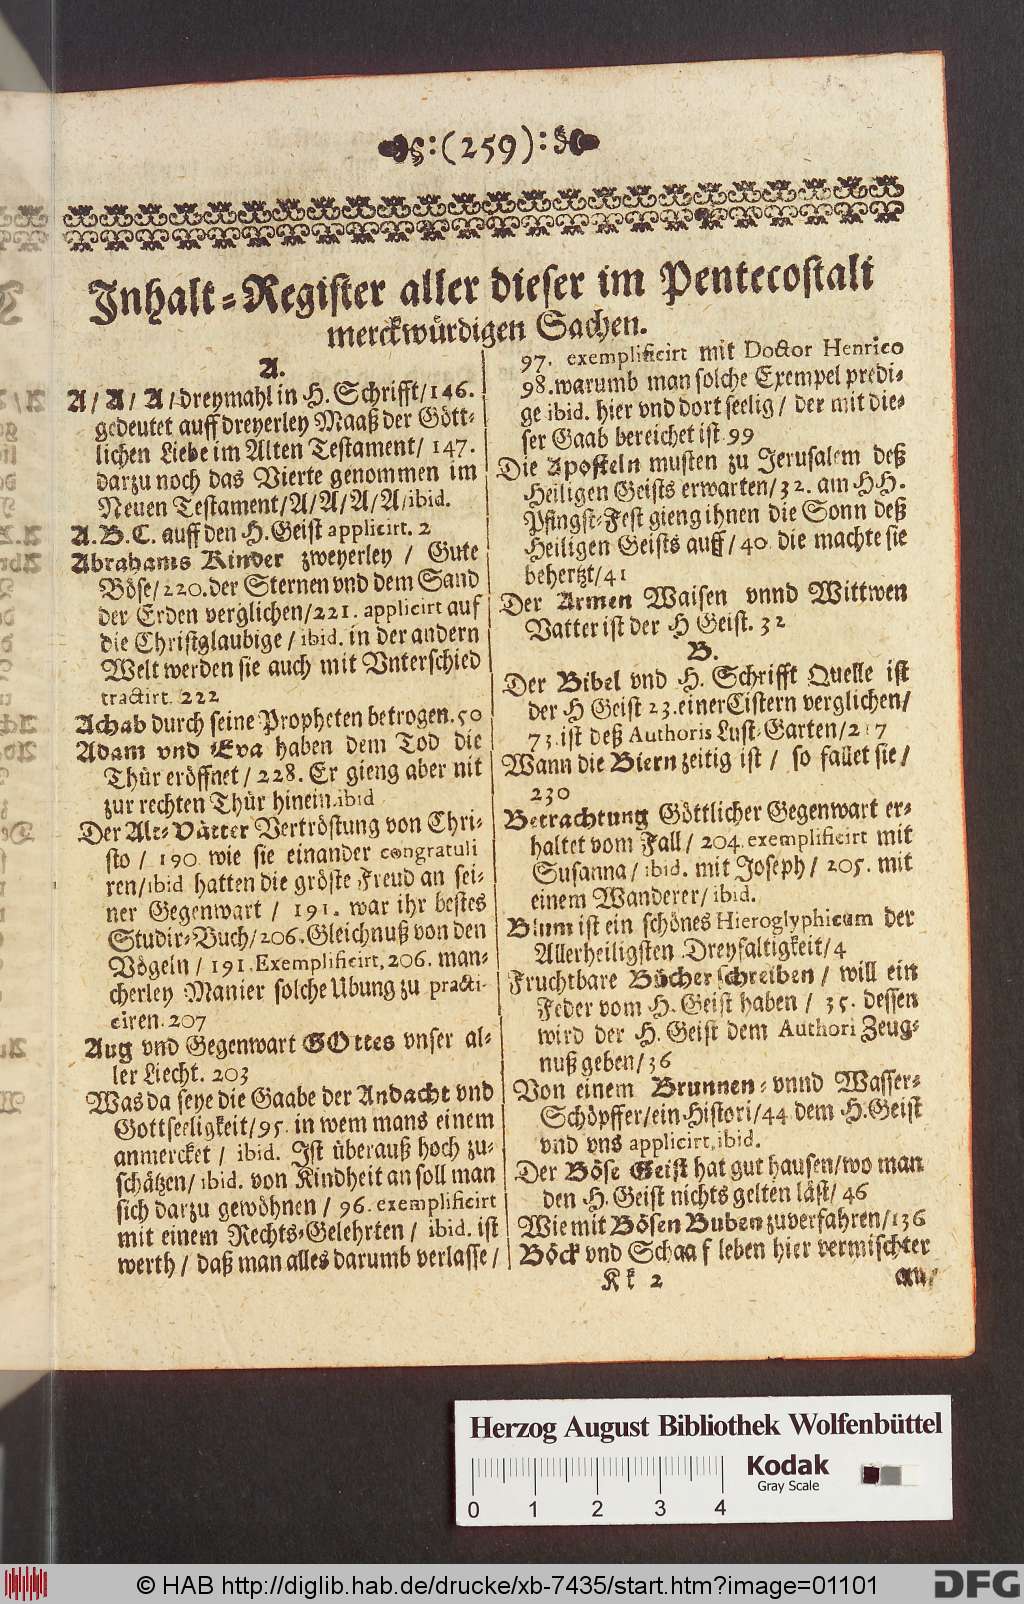 :(259):
Inhalt-Register aller dieser im Pentecostali
merckwürdigen Sachen.
A.
A/ A/ A/ dreymahl in H. Schrifft/ 146.
gedeutet auff dreyerley Maaß der Gött-
lichen Liebe im Alten Testament/ 147.
darzu noch das Vierte genommen im
Neuen Testament/ A/ A/ A/ A/ ibid.
A. B. C. auff den H. Geist applicirt. 2
Abrahams Kinder zweyerley / Gute
Böse/ 220. der Sternen vnd dem Sand
der Erden verglichen/ 221. applicirt auf
die Christglaubige / ibid. in der andern
Welt werden sie auch mit Vnterschied
tractirt. 222
Achab durch seine Propheten betrogen. 50
Adam vnd Eva haben dem Tod die
Thür eröffnet / 228. Er gieng aber nit
zur rechten Thür hinein. ibid
Der Alt-Vätter Vertröstung von Chri-
sto / 190 wie sie einander congratuli
ren/ ibid hatten die gröste Freud an sei-
ner Gegenwart / 191. war ihr bestes
Studir-Buch/ 206. Gleichnuß von den
Vögeln / 191. Exemplificirt, 206. man-
cherley Manier solche Ubung zu practi-
ciren. 207
Aug vnd Gegenwart GOttes vnser al-
ler Liecht. 203
Was da seye die Gaabe der Andacht vnd
Gottseeligkeit/ 95. in wem mans einem
anmercket / ibid. Ist überauß hoch zu-
schätzen/ ibid. von Kindheit an soll man
sich darzu gewöhnen / 96. exemplificirt
mit einem Rechts-Gelehrten / ibid. ist
werth / daß man alles darumb verlasse /
97. exemplificirt mit Doctor Henrico
98. warumb man solche Exempel predi-
ge ibid. hier vnd dort seelig / der mit die-
ser Gaab bereichet ist 99
Die Aposteln musten zu Jerusalem deß
Heiligen Geists erwarten/ 32. am HH.
Pfingst-Fest gieng ihnen die Sonn deß
Heiligen Geists auff / 40 die machte sie
behertzt/ 41
Der Armen Waisen vnnd Wittwen
Vatter ist der H Geist. 32
B.
Der Bibel vnd H. Schrifft Quelle ist
der H Geist 23. einer Cistern verglichen/
73. ist deß Authoris Lust-Garten/ 217
Wann die Biern zeitig ist / so fallet sie/
230
Betrachtung Göttlicher Gegenwart er-
haltet vom Fall / 204 exemplificirt mit
Susanna / ibid. mit Joseph / 205. mit
einem Wanderer/ ibid.
Blum ist ein schönes Hieroglyphicum der
Allerheiligsten Dreyfaltigkeit/ 4
Fruchtbare Bücher schreiben / will ein
Feder vom H. Geist haben / 35. dessen
wird der H. Geist dem Authori Zeug-
nuß geben/ 36
Von einem Brunnen- vnnd Wasser-
Schöpffer/ ein Histori/ 44 dem H. Geist
vnd vns applicirt, ibid.
Der Böse Geist hat gut hausen/ wo man
den H. Geist nichts gelten läst/ 46
Wie mit Bösen Buben zuverfahren/ 136
Böck vnd Schaaf leben hier vermischter
Kk 2
an/
Herzog August Bibliothek Wolfenbüttel
Kodak
Gray Scale
0 1 2 3 4
© HAB http://diglib.hab.de/drucke/xb-7435/start.htm?image=01101
DFG